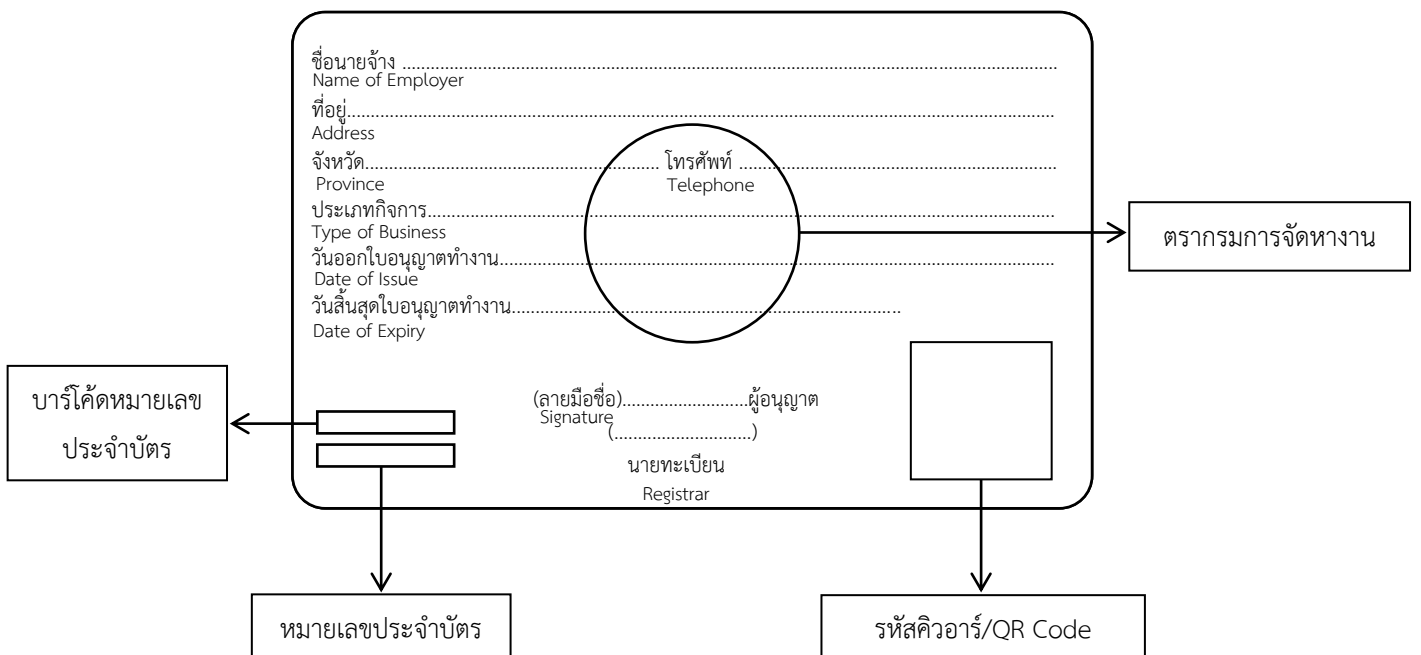 ชื่อนายจ้าง ..........................................................................................................
Name of Employer
ที่อยู่..................................................................................................................
Address
จังหวัด................................................ โทรศัพท์ ...................................................
Province Telephone
ประเภทกิจการ.....................................................................................................
Type of Business
วันออกใบอนุญาตทำงาน.........................................................................................
Date of Issue
วันสิ้นสุดใบอนุญาตทำงาน...............................................................
Date of Expiry
ตรากรมการจัดหางาน
บาร์โค้ดหมายเลข
ประจำบัตร
(ลายมือชื่อ).........................ผู้อนุญาต
Signature
(............................)
นายทะเบียน
Registrar
หมายเลขประจำบัตร
รหัสคิวอาร์/QR Code